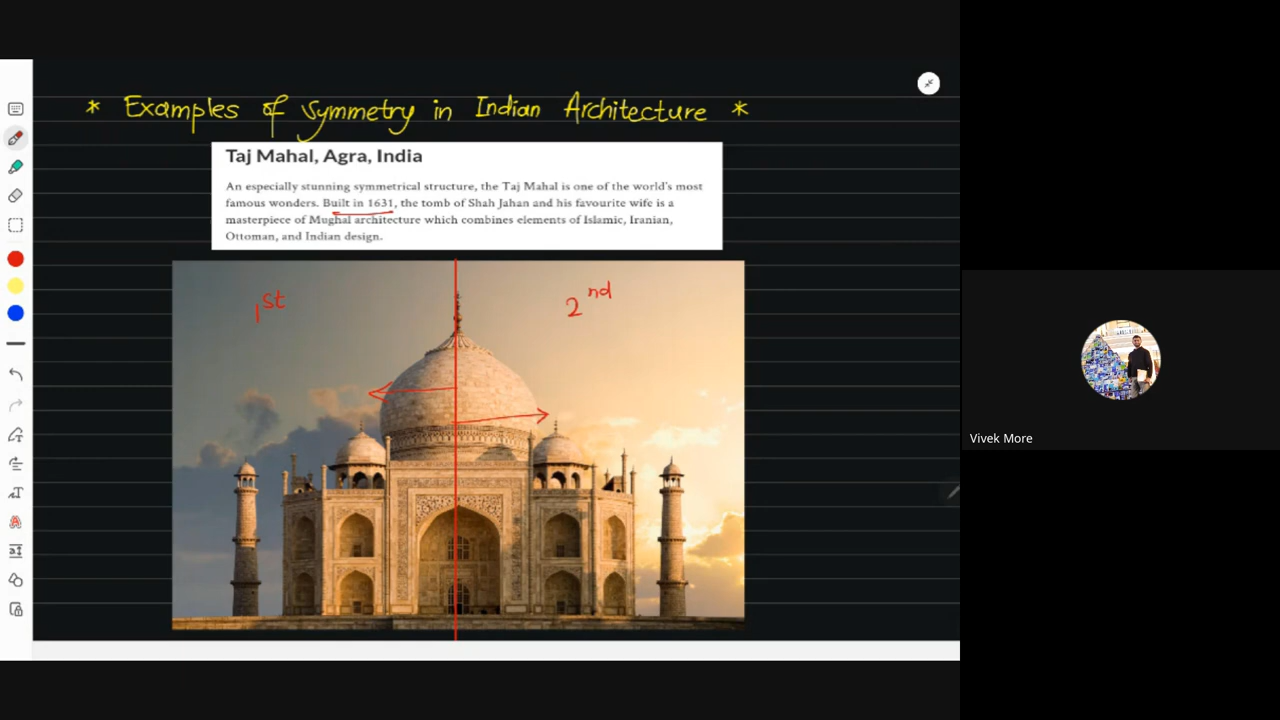 * Examples of Symmetry in Indian Architecture *
Taj Mahal, Agra, India
An especially stunning symmetrical structure, the Taj Mahal is one of the world's most
famous wonders. Built in 1631, the tomb of Shah Jahan and his favourite wife is a
masterpiece of Mughal architecture which combines elements of Islamic, Iranian,
Ottoman, and Indian design.
1st
2nd
Vivek More